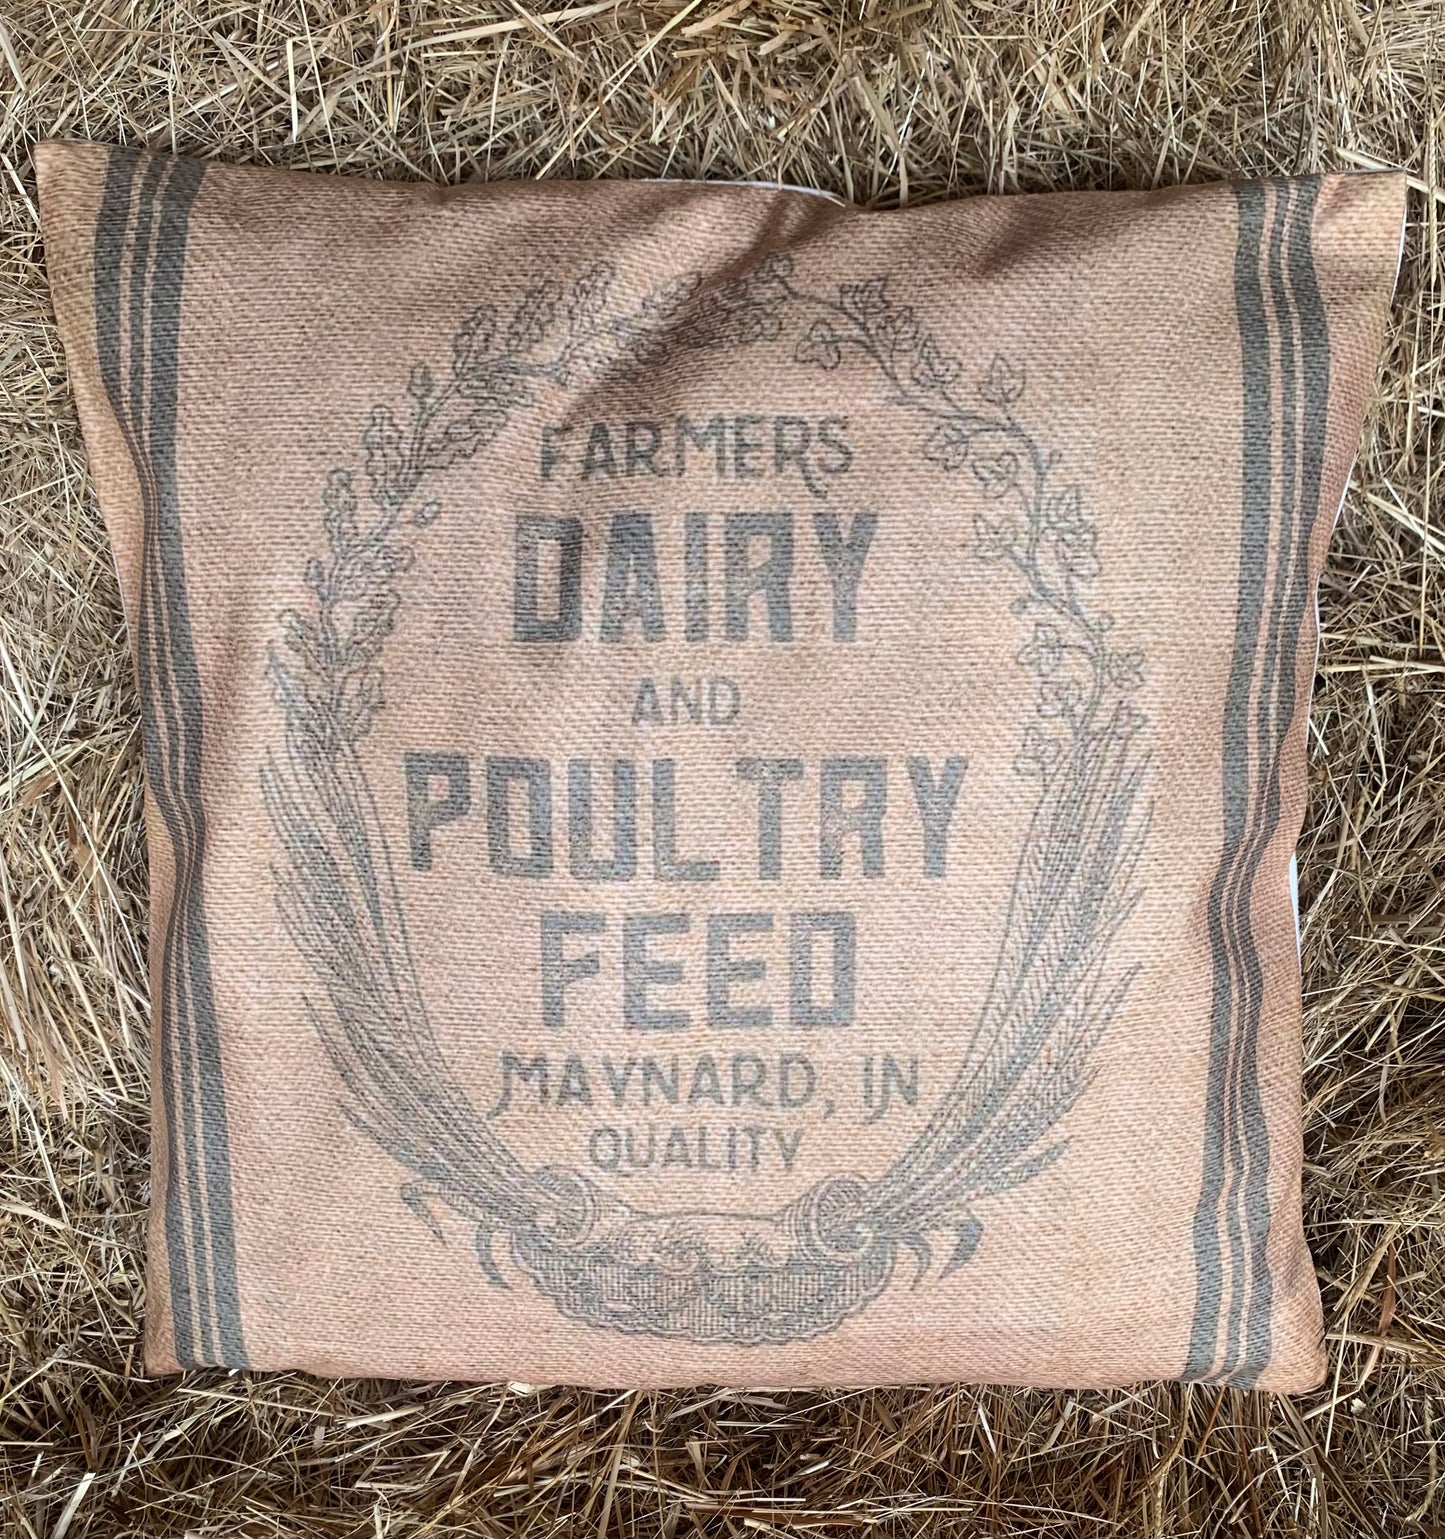 FARMERS
DAIRY
AND
POULTRY
FEED
MAYNARD, IN
QUALITY